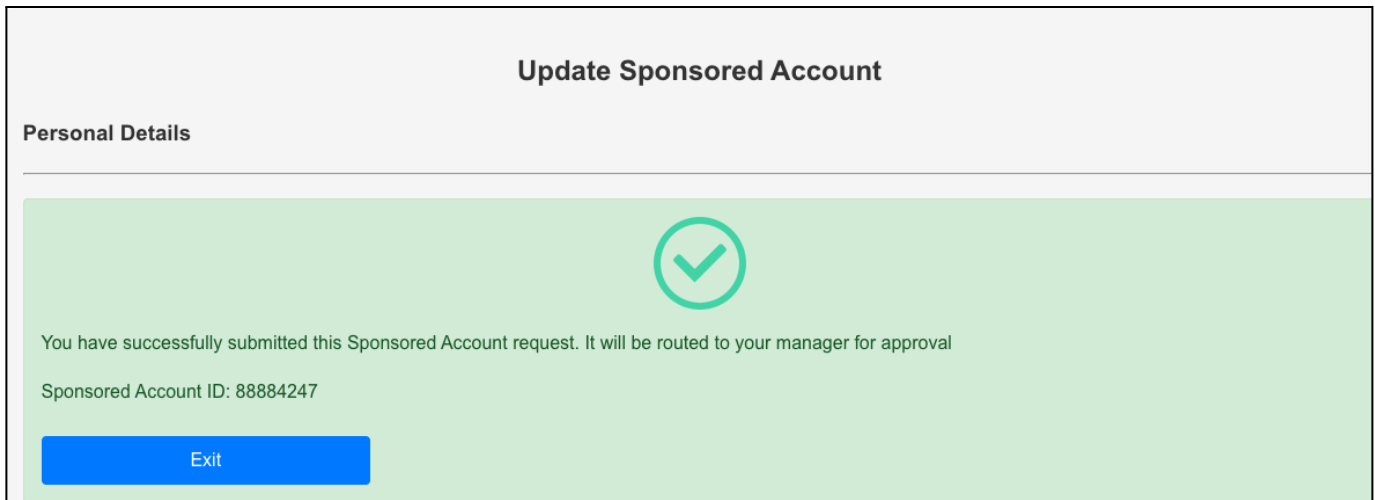 Update Sponsored Account
Personal Details
You have successfully submitted this Sponsored Account request. It will be routed to your manager for approval
Sponsored Account ID: 88884247
Exit